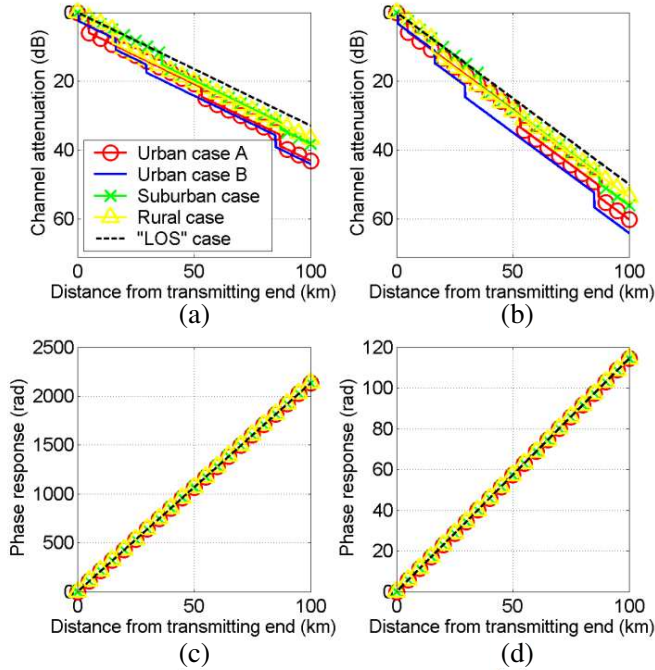 0
20
40
60
Channel attenuation (dB)
Urban case A
Urban case B
Suburban case
Rural case
"LOS" case
0 50 100
Distance from transmitting end (km)
(a)
0
20
40
60
Channel attenuation (dB)
0 50 100
Distance from transmitting end (km)
(b)
2500
2000
1500
1000
500
0
Phase response (rad)
0 50 100
Distance from transmitting end (km)
(c)
120
100
80
60
40
20
0
Phase response (rad)
0 50 100
Distance from transmitting end (km)
(d)